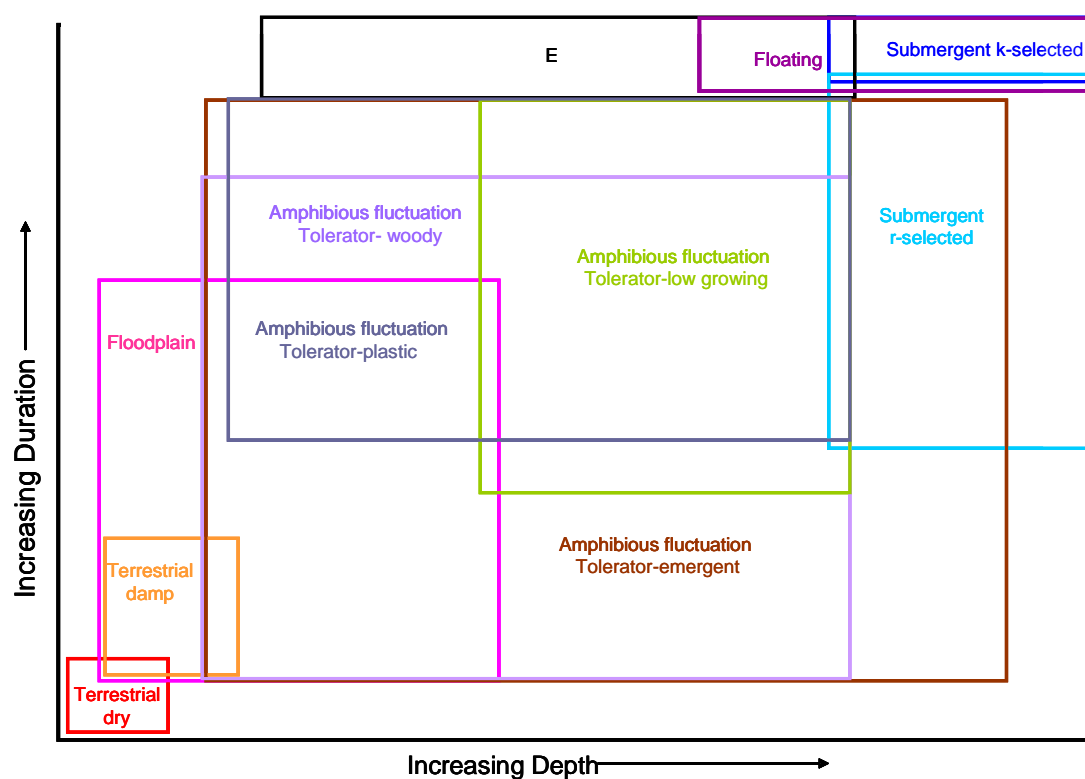 E
Floating
Submergent k-selected
Amphibious fluctuation
Tolerator- woody
Submergent
r-selected
Amphibious fluctuation
Tolerator-low growing
Floodplain
Amphibious fluctuation
Tolerator-plastic
Increasing Duration
Amphibious fluctuation
Tolerator-emergent
Terrestrial
damp
Terrestrial
dry
Increasing Depth